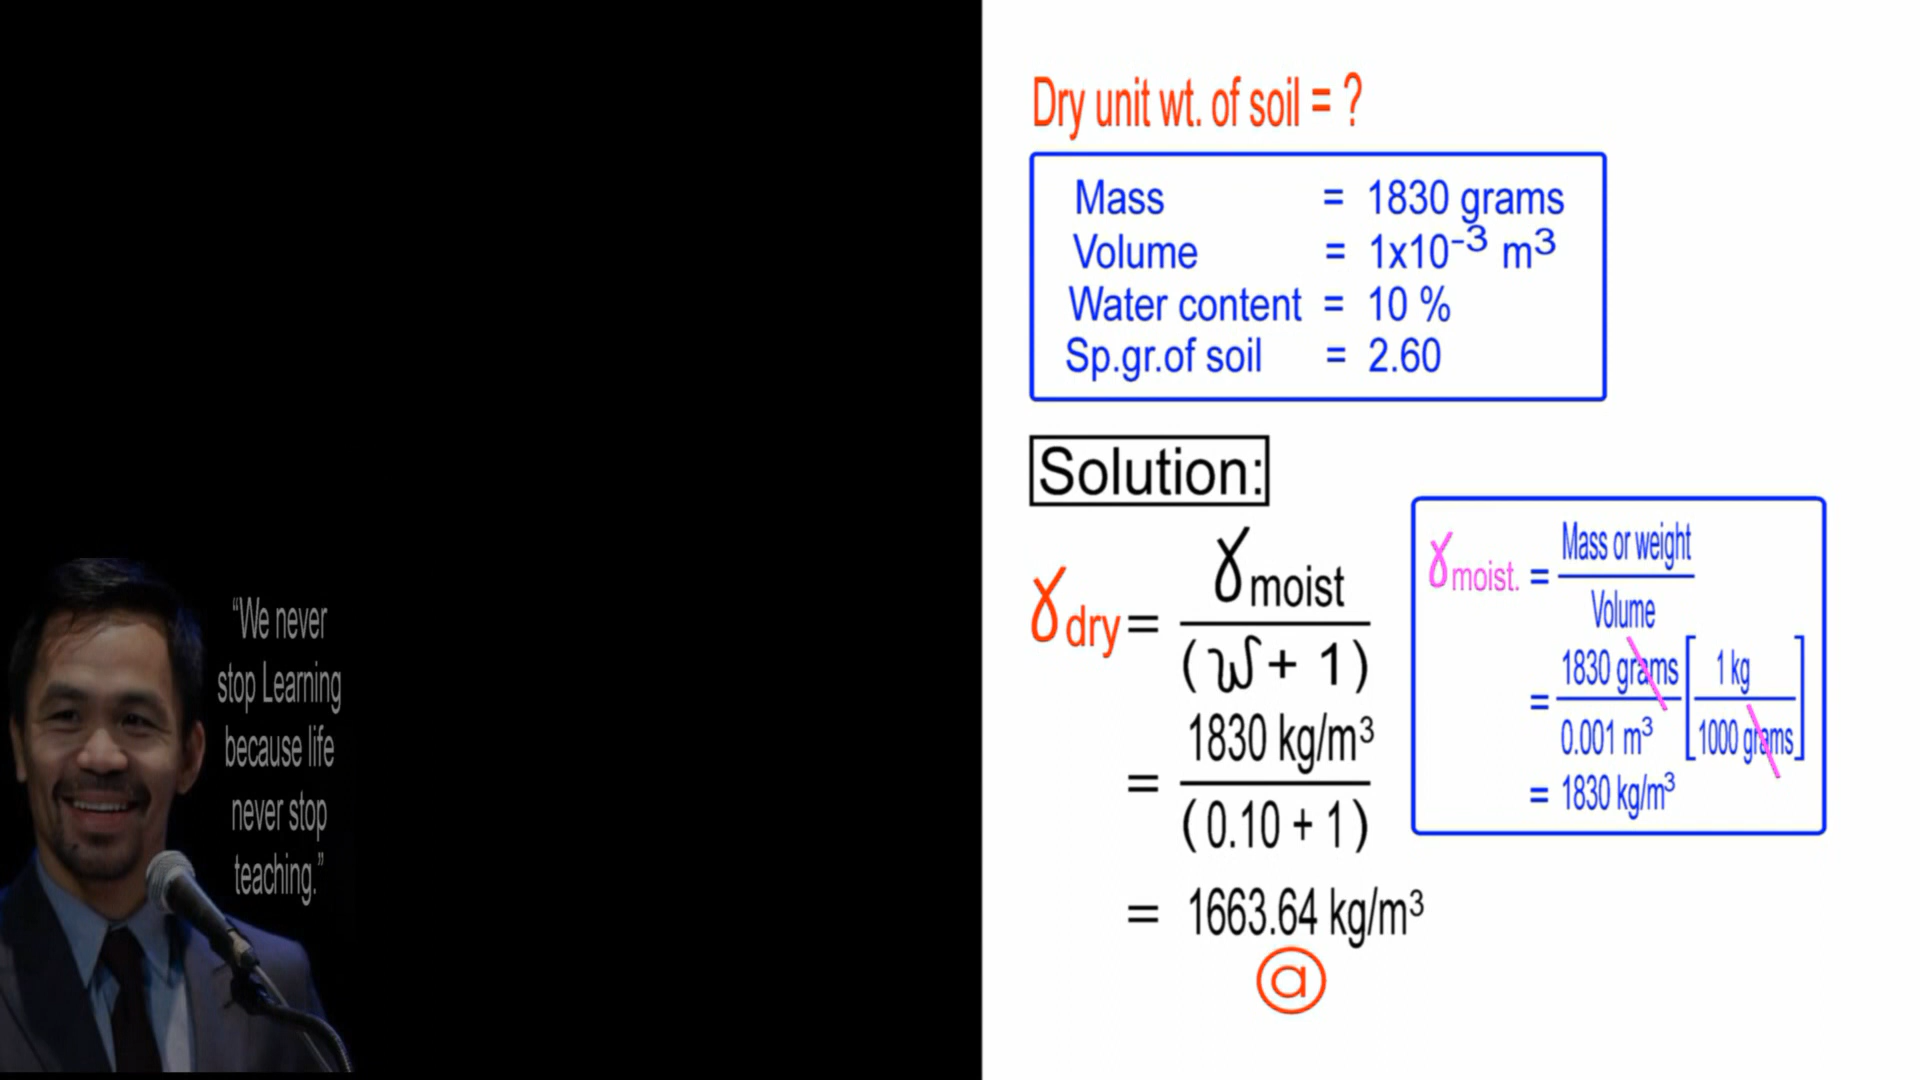 “We never
stop Learning
because life
never stop
teaching.”
Dry unit wt. of soil = ?
Mass = 1830 grams
Volume = 1x10⁻³ m³
Water content = 10 %
Sp.gr.of soil = 2.60
Solution:
γdry = γmoist / (w + 1)
= 1830 kg/m³ / (0.10 + 1)
= 1663.64 kg/m³
a
γmoist. = Mass or weight / Volume
= 1830 grams / 0.001 m³ [1 kg / 1000 grams]
= 1830 kg/m³